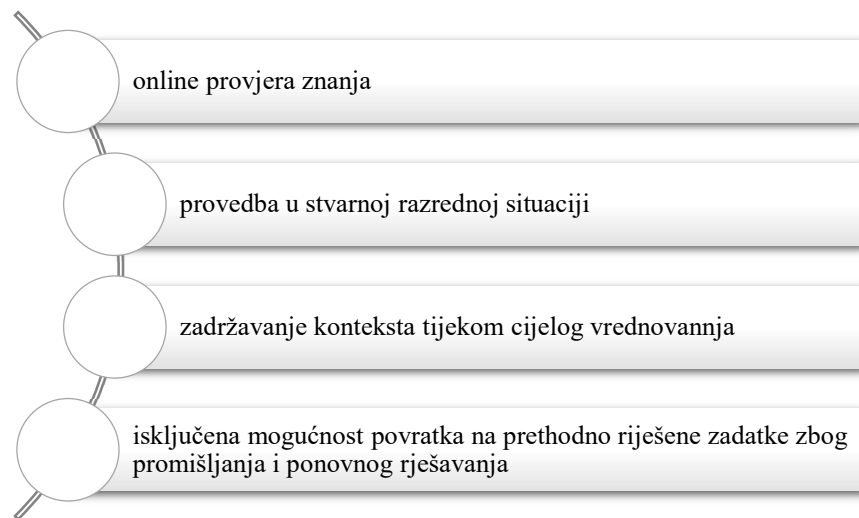 online provjera znanja
provedba u stvarnoj razrednoj situaciji
zadržavanje konteksta tijekom cijelog vrednovannja
isključena mogućnost povratka na prethodno riješene zadatke zbog
promišljanja i ponovnog rješavanja